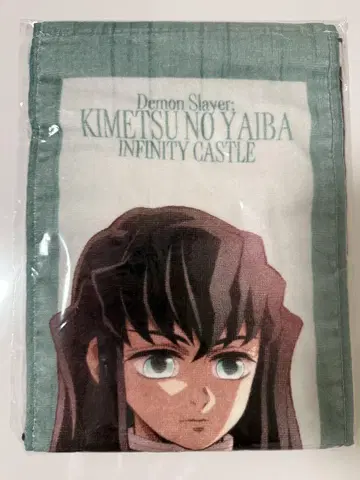 Demon Slayer:
KIMETSU NO YAIBA
INFINITY CASTLE